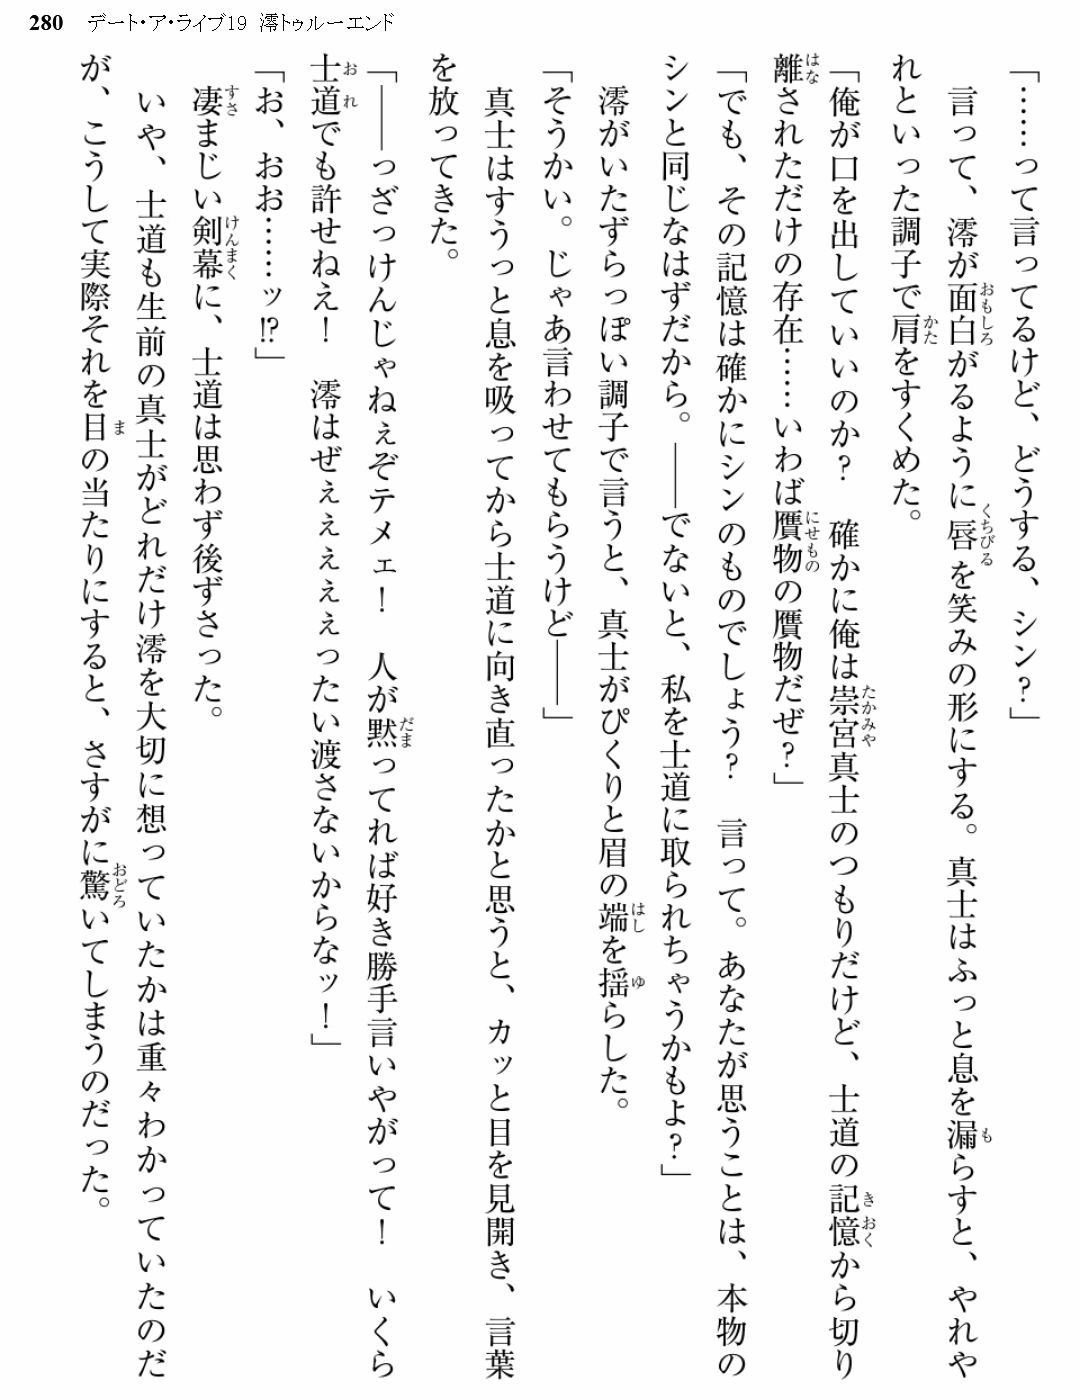 280 デート・ア・ライブ19 澪トゥルーエンド
「……って言ってるけど、どうする、シン？」
言って、澪が面白がるように唇を笑みの形にする。真士はふっと息を漏らすと、やれや
れといった調子で肩をすくめた。
「俺が口を出していいのか？　確かに俺は崇宮真士のつもりだけど、士道の記憶から切り
離されただけの存在……いわば贋物の贋物だぜ？」
「でも、その記憶は確かにシンのものでしょう？　言って。あなたが思うことは、本物の
シンと同じなはずだから。――でないと、私を士道に取られちゃうかもよ？」
澪がいたずらっぽい調子で言うと、真士がぴくりと眉の端を揺らした。
「そうかい。じゃあ言わせてもらうけど――」
真士はすうっと息を吸ってから士道に向き直ったかと思うと、カッと目を見開き、言葉
を放ってきた。
「――っざっけんじゃねぇぞテメェ！　人が黙ってれば好き勝手言いやがって！　いくら
士道でも許せねえ！　澪はぜぇぇぇぇぇったい渡さないからなッ！」
「お、おお……ッ!?」
凄まじい剣幕に、士道は思わず後ずさった。
いや、士道も生前の真士がどれだけ澪を大切に想っていたかは重々わかっていたのだ
が、こうして実際それを目の当たりにすると、さすがに驚いてしまうのだった。